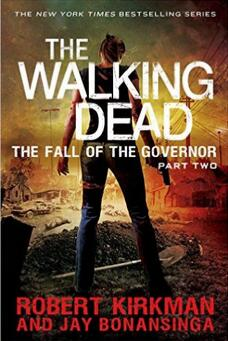 THE NEW YORK TIMES BESTSELLING SERIES
THE
WALKING
DEAD
THE FALL OF THE GOVERNOR
PART TWO
ROBERT KIRKMAN
AND JAY BONANSINGA